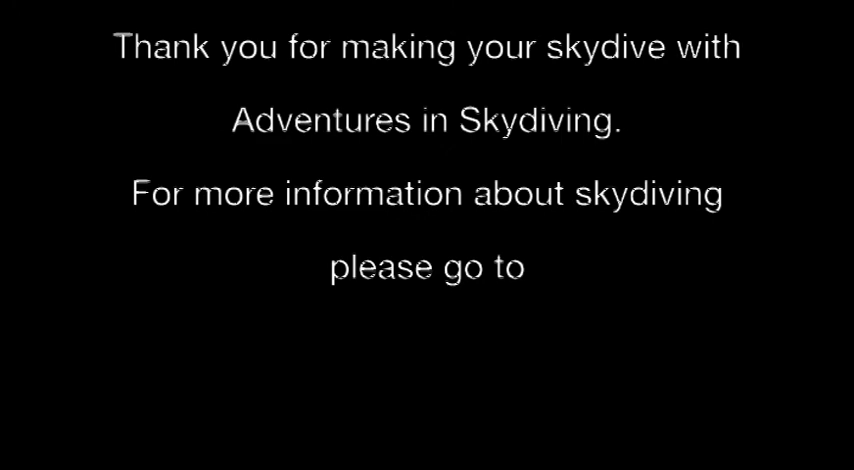 Thank you for making your skydive with
Adventures in Skydiving.
For more information about skydiving
please go to